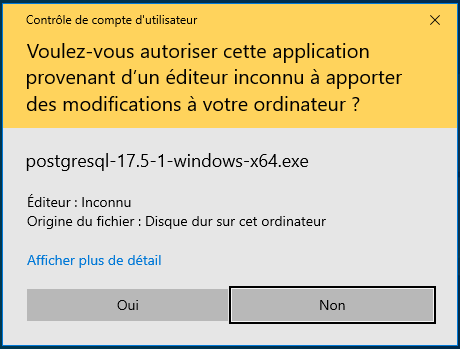 Contrôle de compte d'utilisateur
Voulez-vous autoriser cette application
provenant d’un éditeur inconnu à apporter
des modifications à votre ordinateur ?
postgresql-17.5-1-windows-x64.exe
Éditeur : Inconnu
Origine du fichier : Disque dur sur cet ordinateur
Afficher plus de détail
Oui
Non